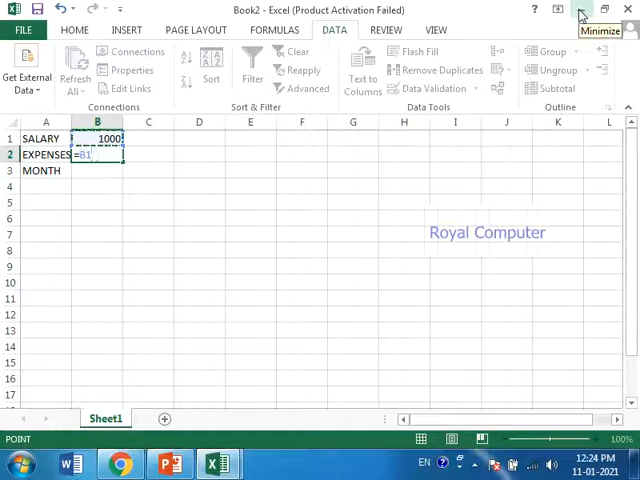 Book2 - Excel (Product Activation Failed)
?
Minimize
FILE HOME INSERT PAGE LAYOUT FORMULAS DATA REVIEW VIEW
Get External Data
Refresh All
Connections
Properties
Edit Links
Connections
Sort
Filter
Clear
Reapply
Advanced
Sort & Filter
Text to Columns
Flash Fill
Remove Duplicates
Data Validation
Data Tools
Group
Ungroup
Subtotal
Outline
A B C D E F G H I J K L
1 SALARY 1000
2 EXPENSES =B1
3 MONTH
4
5
6
7
8
9
10
11
12
13
14
15
16
17
Royal Computer
Sheet1
POINT
100%
EN
12:24 PM
11-01-2021